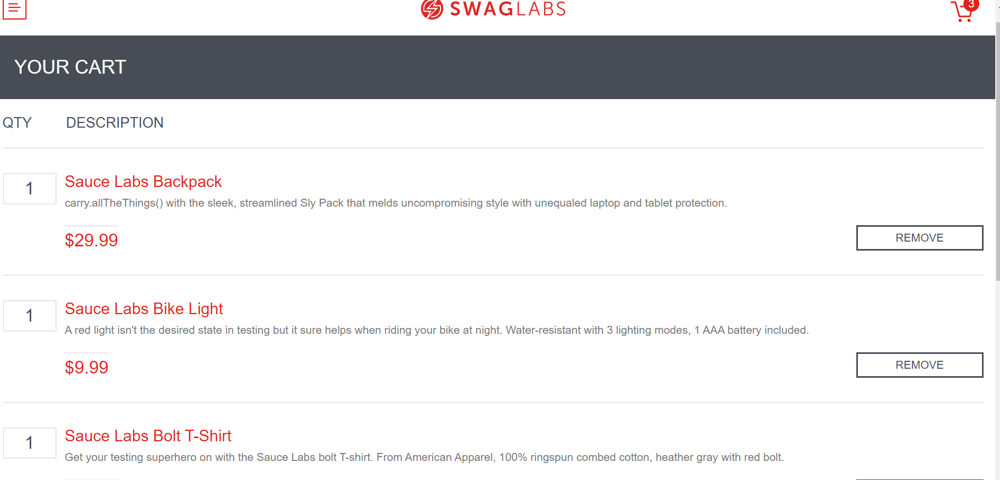 SWAGLABS
3
YOUR CART
QTY DESCRIPTION
1
Sauce Labs Backpack
carry.allTheThings() with the sleek, streamlined Sly Pack that melds uncompromising style with unequaled laptop and tablet protection.
$29.99
REMOVE
1
Sauce Labs Bike Light
A red light isn't the desired state in testing but it sure helps when riding your bike at night. Water-resistant with 3 lighting modes, 1 AAA battery included.
$9.99
REMOVE
1
Sauce Labs Bolt T-Shirt
Get your testing superhero on with the Sauce Labs bolt T-shirt. From American Apparel, 100% ringspun combed cotton, heather gray with red bolt.